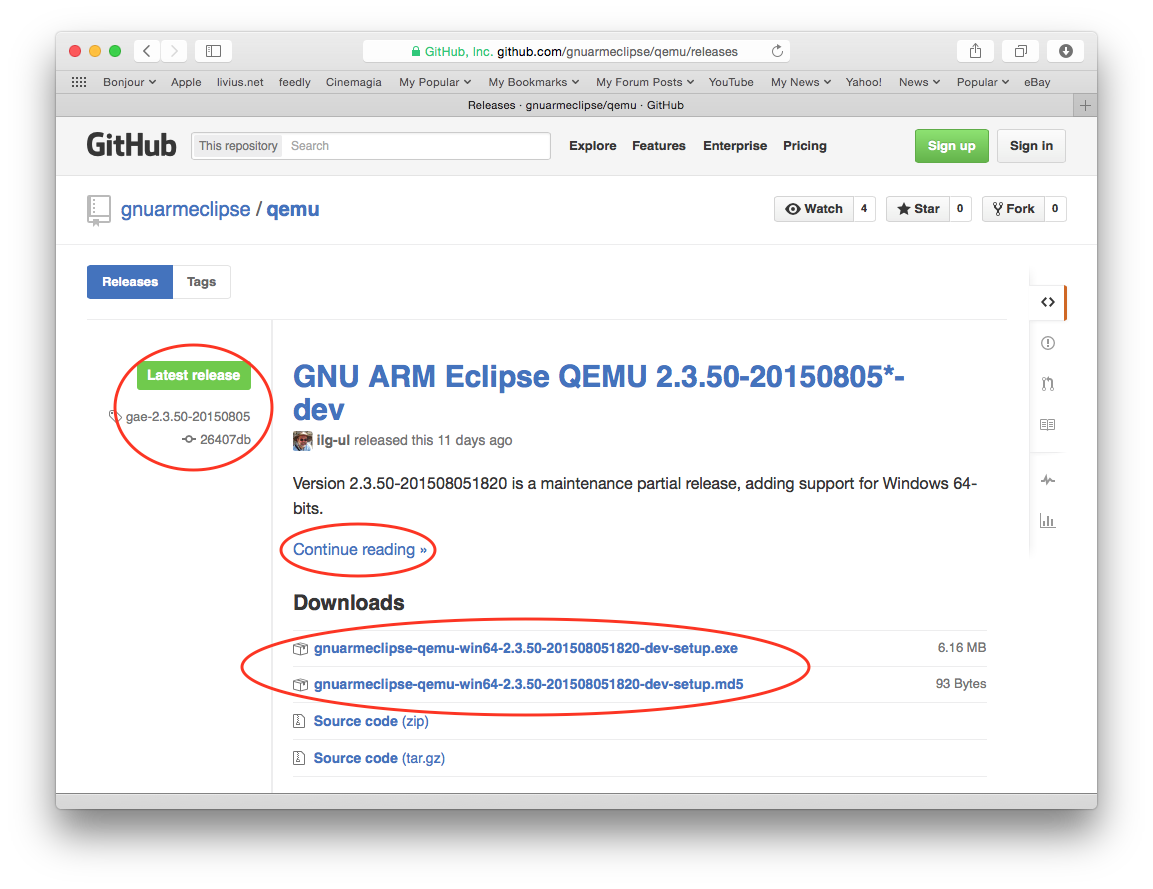 GitHub, Inc. github.com/gnuarmeclipse/qemu/releases
Bonjour Apple livius.net feedly Cinemagia My Popular My Bookmarks My Forum Posts YouTube My News Yahoo! News Popular eBay
Releases · gnuarmeclipse/qemu · GitHub
GitHub This repository Search Explore Features Enterprise Pricing Sign up Sign in
gnuarmeclipse / qemu Watch 4 Star 0 Fork 0
Releases Tags
Latest release
gae-2.3.50-20150805
26407db
GNU ARM Eclipse QEMU 2.3.50-20150805*-
dev
ilg-ul released this 11 days ago
Version 2.3.50-201508051820 is a maintenance partial release, adding support for Windows 64-
bits.
Continue reading »
Downloads
gnuarmeclipse-qemu-win64-2.3.50-201508051820-dev-setup.exe 6.16 MB
gnuarmeclipse-qemu-win64-2.3.50-201508051820-dev-setup.md5 93 Bytes
Source code (zip)
Source code (tar.gz)